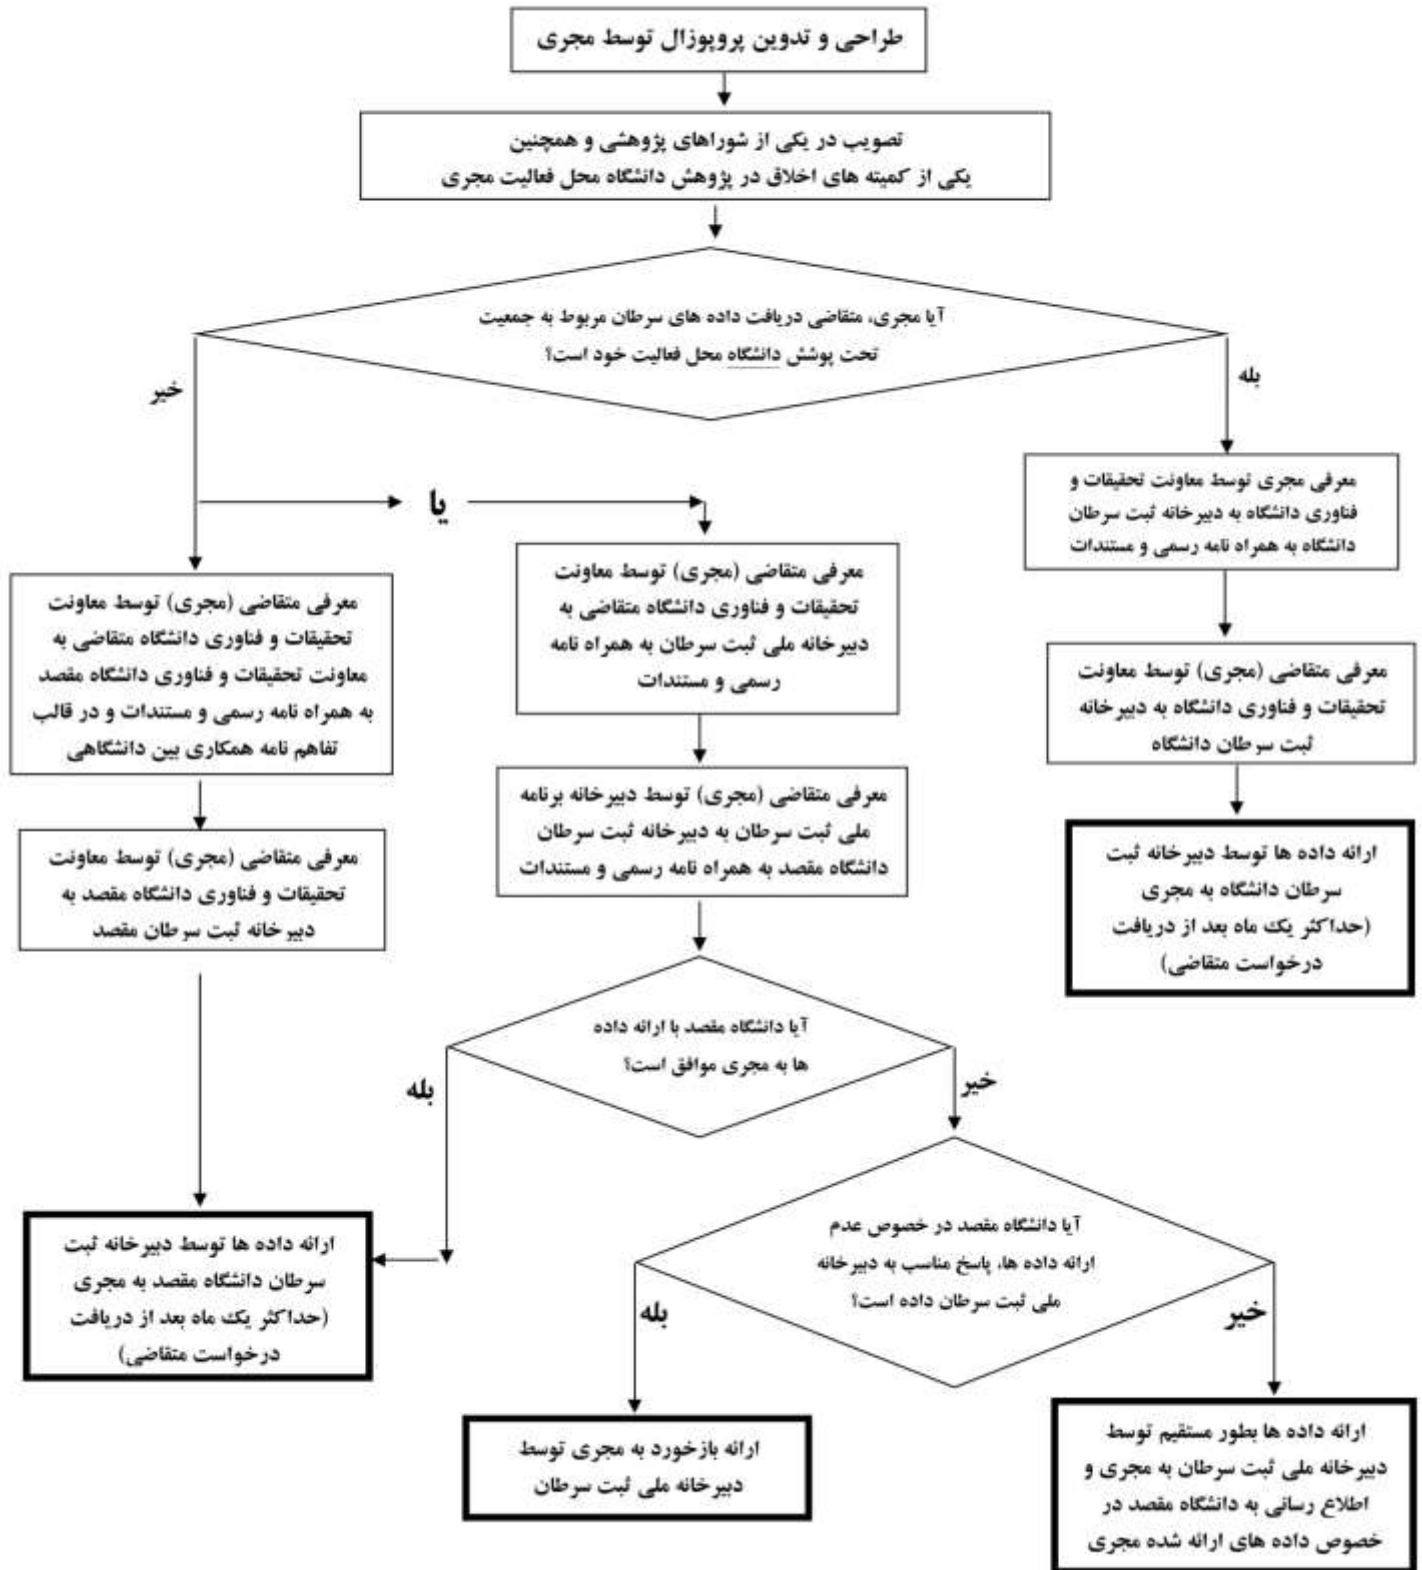 طراحی و تدوین پروپوزال توسط مجری
تصویب در یکی از شوراهای پژوهشی و همچنین
یکی از کمیته های اخلاق در پژوهش دانشگاه محل فعالیت مجری
آیا مجری، متقاضی دریافت داده های سرطان مربوط به جمعیت
تحت پوشش دانشگاه محل فعالیت خود است؟
بله
خیر
معرفی مجری توسط معاونت تحقیقات و
فناوری دانشگاه به دبیرخانه ثبت سرطان
دانشگاه به همراه نامه رسمی و مستندات
معرفی متقاضی (مجری) توسط معاونت
تحقیقات و فناوری دانشگاه به دبیرخانه
ثبت سرطان دانشگاه
ارائه داده ها توسط دبیرخانه ثبت
سرطان دانشگاه به مجری
(حداکثر یک ماه بعد از دریافت
درخواست متقاضی)
یا
معرفی متقاضی (مجری) توسط معاونت
تحقیقات و فناوری دانشگاه متقاضی به
دبیرخانه ملی ثبت سرطان به همراه نامه
رسمی و مستندات
معرفی متقاضی (مجری) توسط دبیرخانه برنامه
ملی ثبت سرطان به دبیرخانه ثبت سرطان
دانشگاه مقصد به همراه نامه رسمی و مستندات
معرفی متقاضی (مجری) توسط معاونت
تحقیقات و فناوری دانشگاه متقاضی به
معاونت تحقیقات و فناوری دانشگاه مقصد
به همراه نامه رسمی و مستندات و در قالب
تفاهم نامه همکاری بین دانشگاهی
معرفی متقاضی (مجری) توسط معاونت
تحقیقات و فناوری دانشگاه مقصد به
دبیرخانه ثبت سرطان مقصد
آیا دانشگاه مقصد با ارائه داده
ها به مجری موافق است؟
خیر
بله
آیا دانشگاه مقصد در خصوص عدم
ارائه داده ها، پاسخ مناسب به دبیرخانه
ملی ثبت سرطان داده است؟
خیر
بله
ارائه داده ها توسط دبیرخانه ثبت
سرطان دانشگاه مقصد به مجری
(حداکثر یک ماه بعد از دریافت
درخواست متقاضی)
ارائه داده ها بطور مستقیم توسط
دبیرخانه ملی ثبت سرطان به مجری و
اطلاع رسانی به دانشگاه مقصد در
خصوص داده های ارائه شده مجری
ارائه بازخورد به مجری توسط
دبیرخانه ملی ثبت سرطان